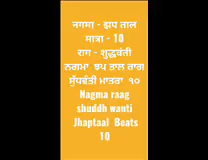 नगमा - झप ताल
मात्रा - 10
राग - शुद्धवंती
ਨਗਮਾ ਝਪ ਤਾਲ ਰਾਗ
ਸ਼ੁੱਧਵੰਤੀ ਮਾਤਰਾ ੧੦
Nagma raag
shuddh wanti
Jhaptaal Beats
10